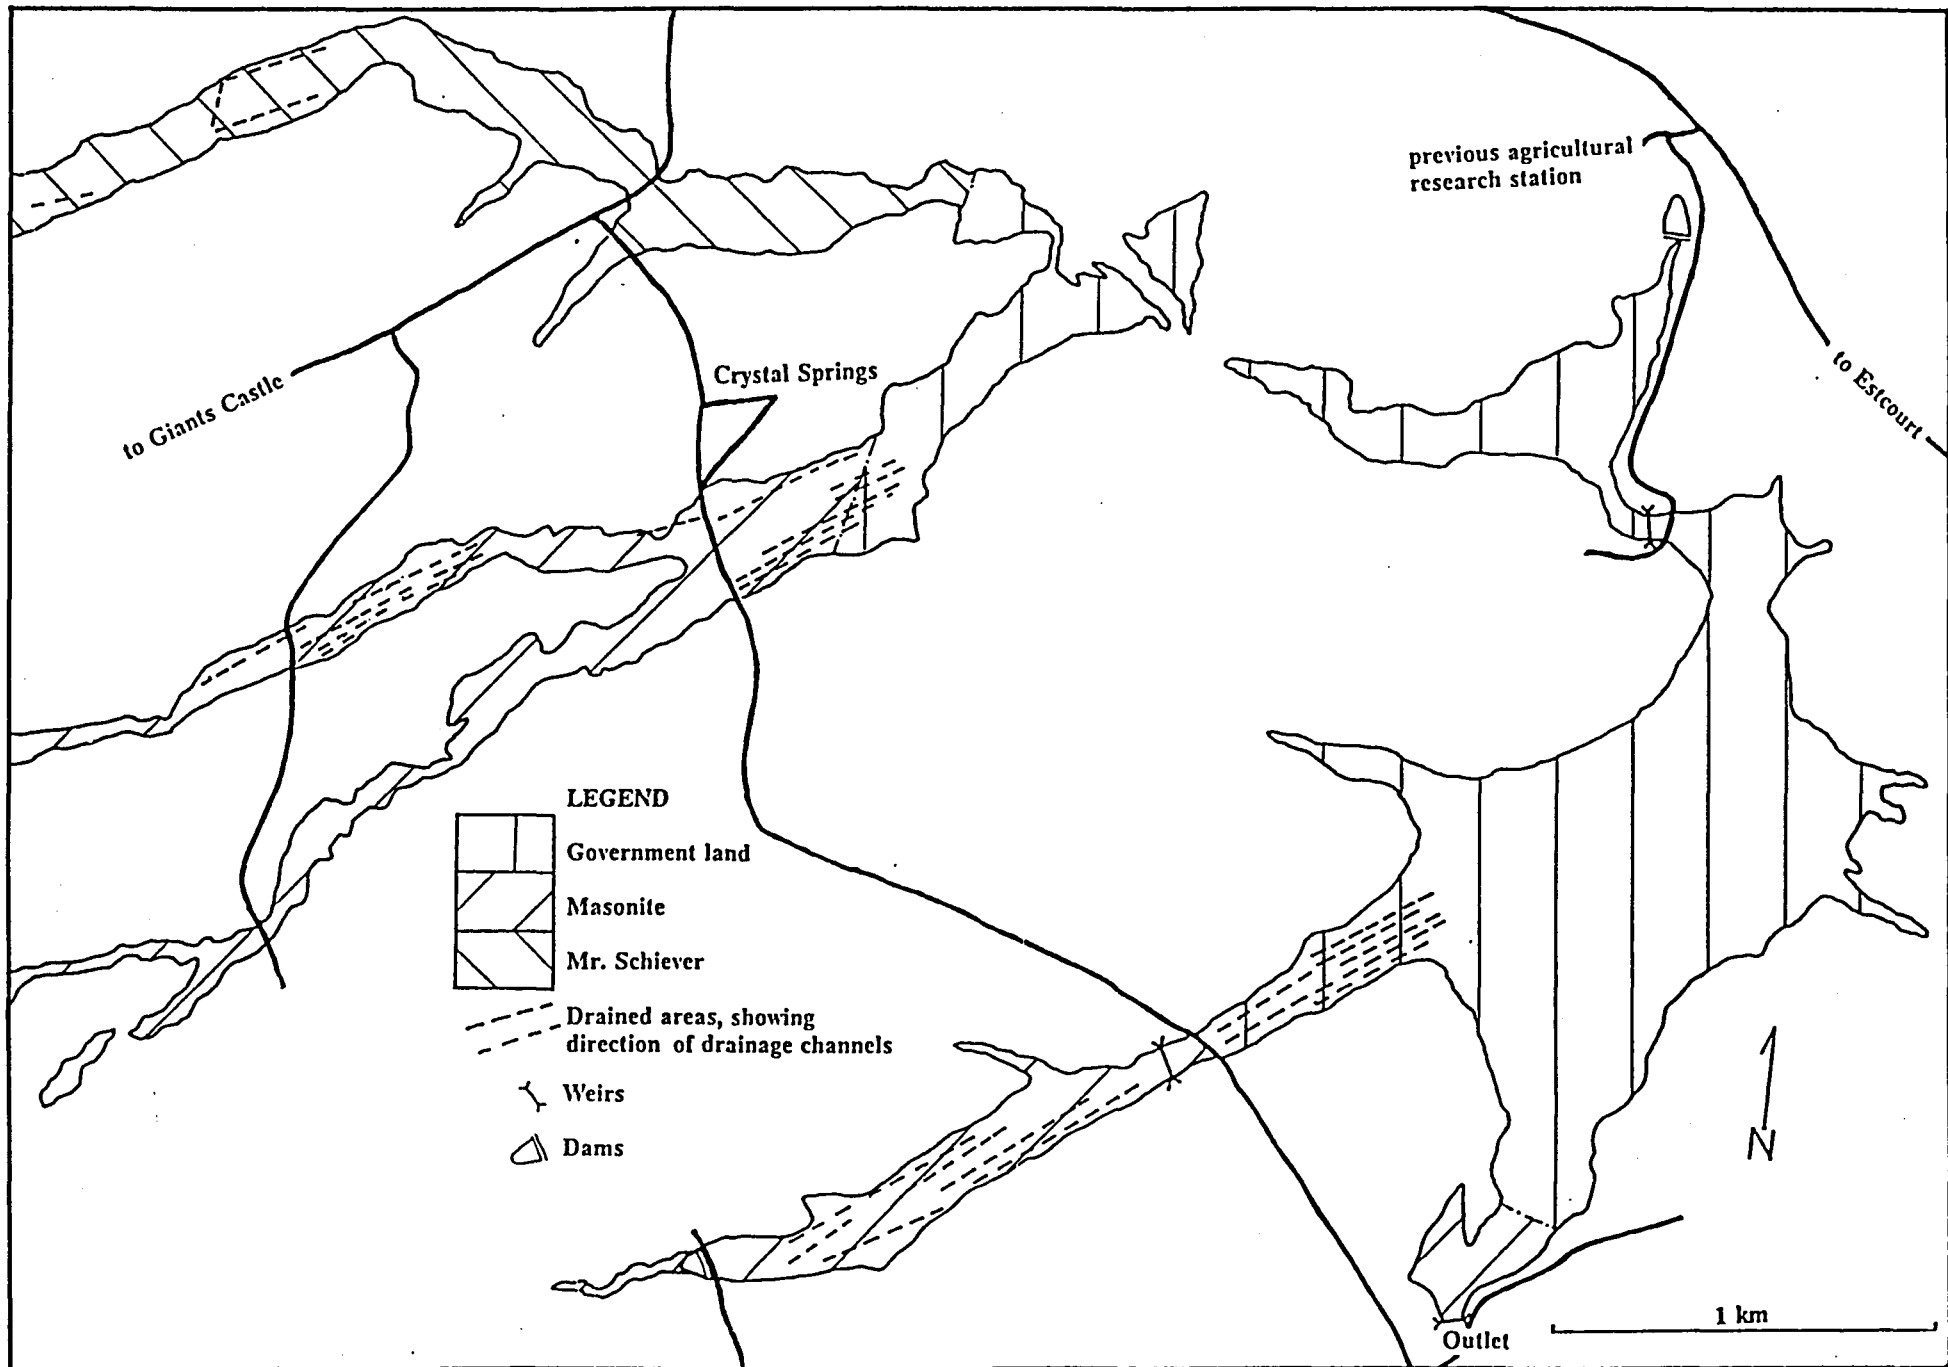 previous agricultural
research station
to Estcourt
Crystal Springs
to Giants Castle
LEGEND
Government land
Masonite
Mr. Schiever
Drained areas, showing
direction of drainage channels
Weirs
Dams
N
1 km
Outlet